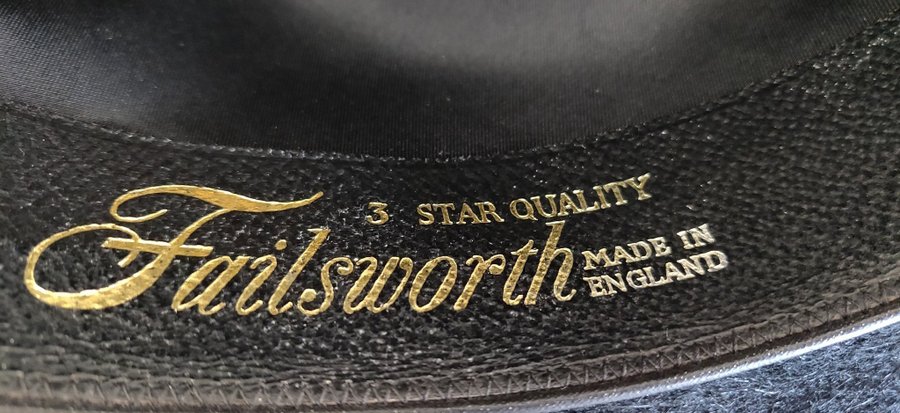 3 STAR QUALITY
Failsworth
MADE IN
ENGLAND